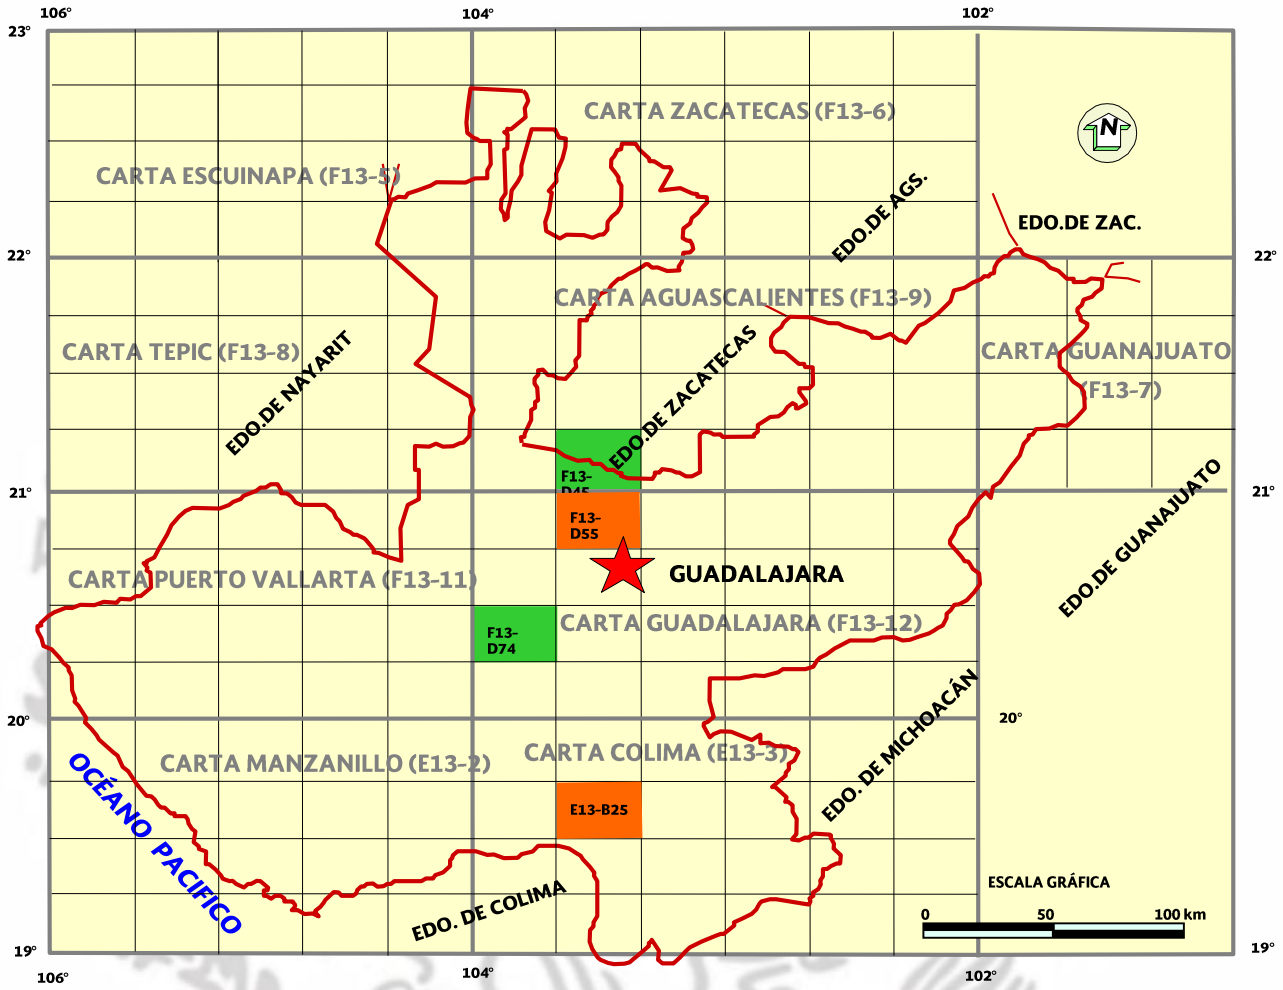 106°
104°
102°
23°
CARTA ZACATECAS (F13-6)
N
CARTA ESCUINAPA (F13-5)
EDO.DE AGS.
EDO.DE ZAC.
22°
22°
CARTA AGUASCALIENTES (F13-9)
CARTA TEPIC (F13-8)
EDO.DE NAYARIT
EDO.DE ZACATECAS
CARTA GUANAJUATO
(F13-7)
F13-
D45
21°
21°
F13-
D55
EDO.DE GUANAJUATO
CARTA PUERTO VALLARTA (F13-11)
GUADALAJARA
CARTA GUADALAJARA (F13-12)
F13-
D74
20°
20°
EDO. DE MICHOACÁN
CARTA MANZANILLO (E13-2)
CARTA COLIMA (E13-3)
OCÉANO PACIFICO
E13-B25
EDO. DE COLIMA
ESCALA GRÁFICA
0 50 100 km
19°
19°
106°
104°
102°